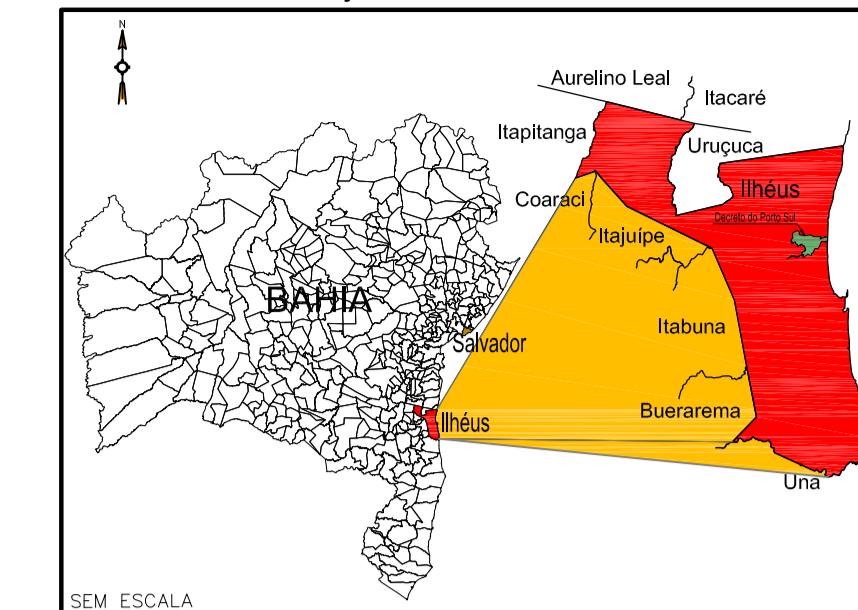 N
Aurelino Leal
Itacaré
Itapitanga
Uruçuca
Ilhéus
Coaraci
Decreto do Porto Sul
Itajuípe
BAHIA
Itabuna
Salvador
Buerarema
Ilhéus
Una
SEM ESCALA